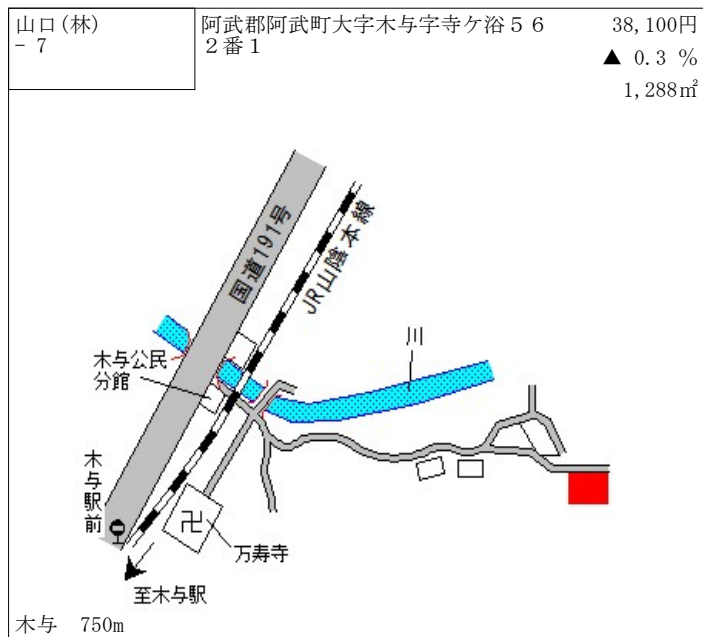 山口(林)
- 7
阿武郡阿武町大字木与字寺ケ浴５６
２番１
38,100円
▲ 0.3 %
1,288㎡
国道191号
JR山陰本線
川
木与公民
分館
木与駅前
卍
万寿寺
至木与駅
木与 750m